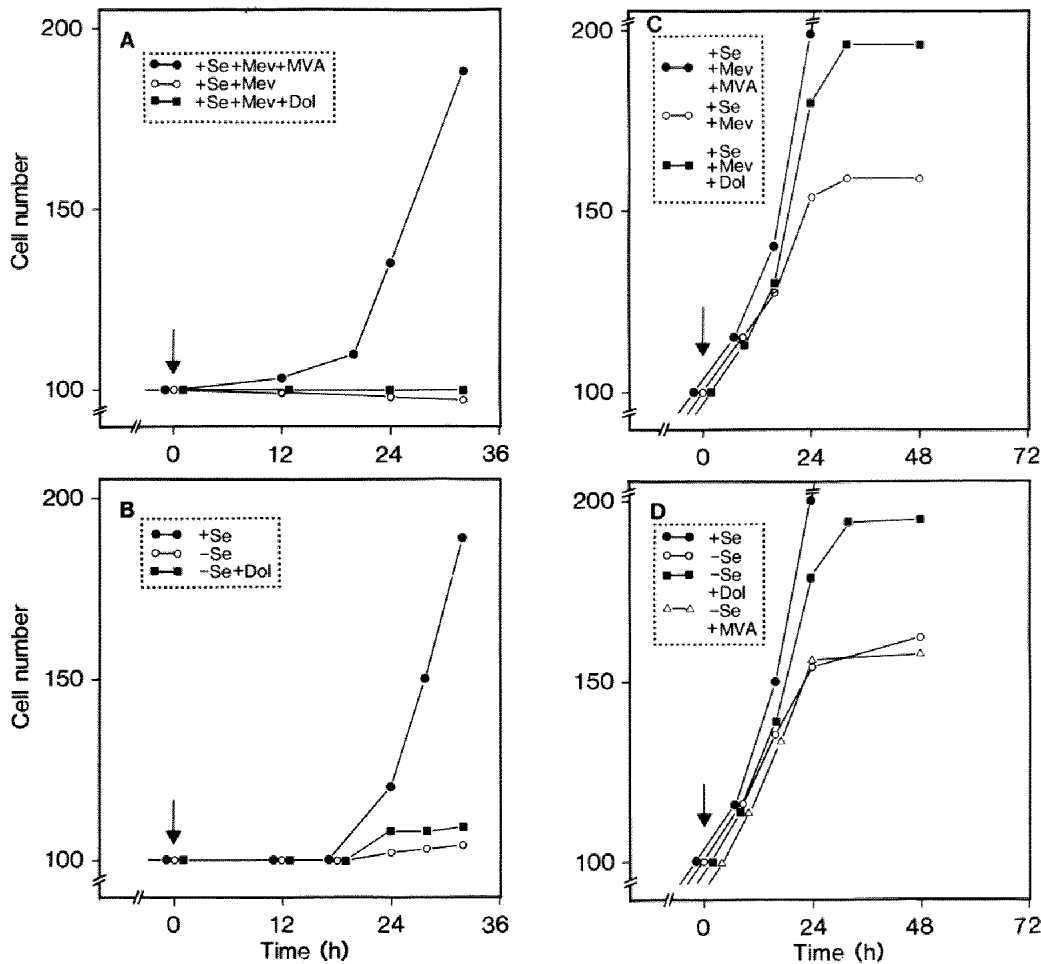 A
+Se+Mev+MVA
+Se+Mev
+Se+Mev+Dol
200
150
100
Cell number
0 12 24 36
B
+Se
−Se
−Se+Dol
200
150
100
Cell number
0 12 24 36
Time (h)
C
+Se
+Mev
+MVA
+Se
+Mev
+Se
+Mev
+Dol
200
150
100
0 24 48 72
D
+Se
−Se
−Se
+Dol
−Se
+MVA
200
150
100
0 24 48 72
Time (h)